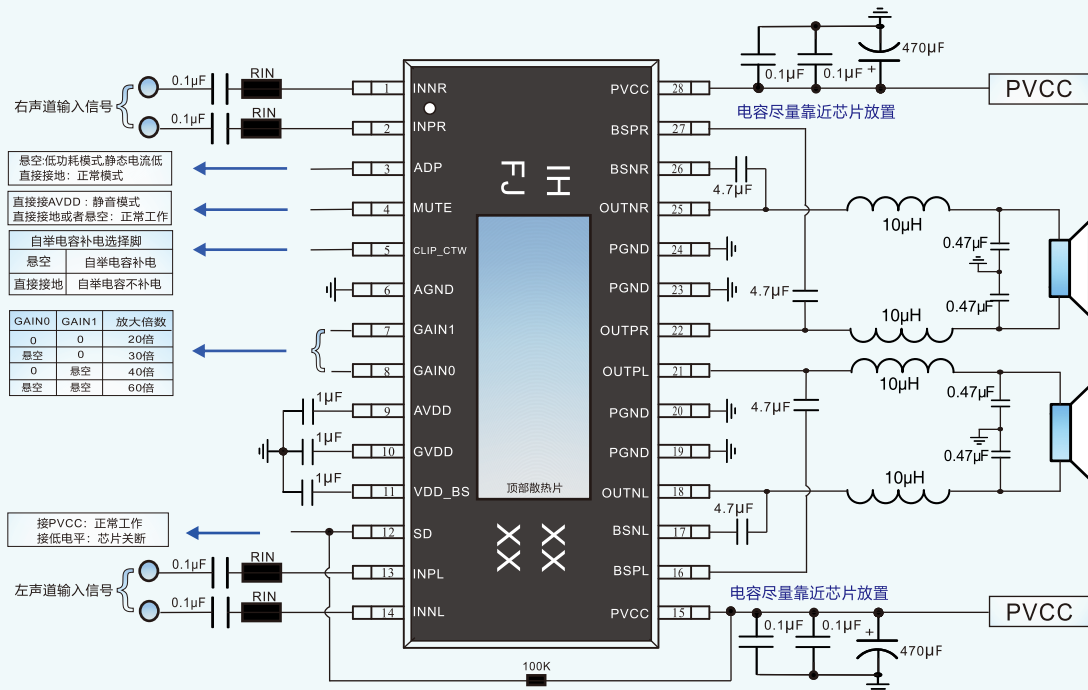 470µF
0.1µF
0.1µF
PVCC
电容尽量靠近芯片放置
右声道输入信号
0.1µF
RIN
0.1µF
RIN
1
INNR
2
INPR
3
ADP
4
MUTE
5
CLIP_CTW
6
AGND
7
GAIN1
8
GAIN0
9
AVDD
10
GVDD
11
VDD_BS
12
SD
13
INPL
14
INNL
悬空:低功耗模式,静态电流低
直接接地：正常模式
直接接AVDD：静音模式
直接接地或者悬空：正常工作
自举电容补电选择脚
悬空 自举电容补电
直接接地 自举电容不补电
GAIN0 GAIN1 放大倍数
0 0 20倍
悬空 0 30倍
0 悬空 40倍
悬空 悬空 60倍
1µF
1µF
1µF
接PVCC：正常工作
接低电平：芯片关断
左声道输入信号
0.1µF
RIN
0.1µF
RIN
IH
FJ
顶部散热片
XX
XX
PVCC
28
BSPR
27
BSNR
26
OUTNR
25
PGND
24
PGND
23
OUTPR
22
OUTPL
21
PGND
20
PGND
19
OUTNL
18
BSNL
17
BSPL
16
PVCC
15
4.7µF
4.7µF
10µH
0.47µF
0.47µF
10µH
10µH
4.7µF
0.47µF
0.47µF
10µH
4.7µF
电容尽量靠近芯片放置
0.1µF
0.1µF
470µF
PVCC
100K
+
+